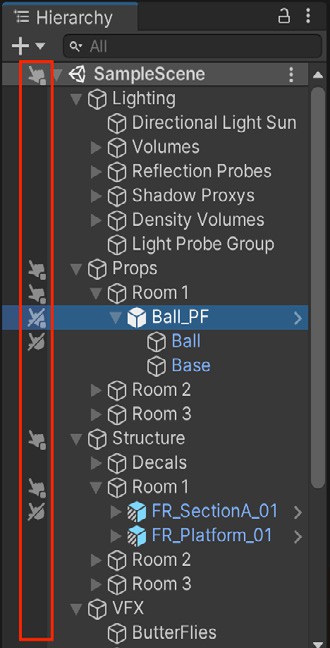 Hierarchy
All
SampleScene
Lighting
Directional Light Sun
Volumes
Reflection Probes
Shadow Proxys
Density Volumes
Light Probe Group
Props
Room 1
Ball_PF
Ball
Base
Room 2
Room 3
Structure
Decals
Room 1
FR_SectionA_01
FR_Platform_01
Room 2
Room 3
VFX
ButterFlies